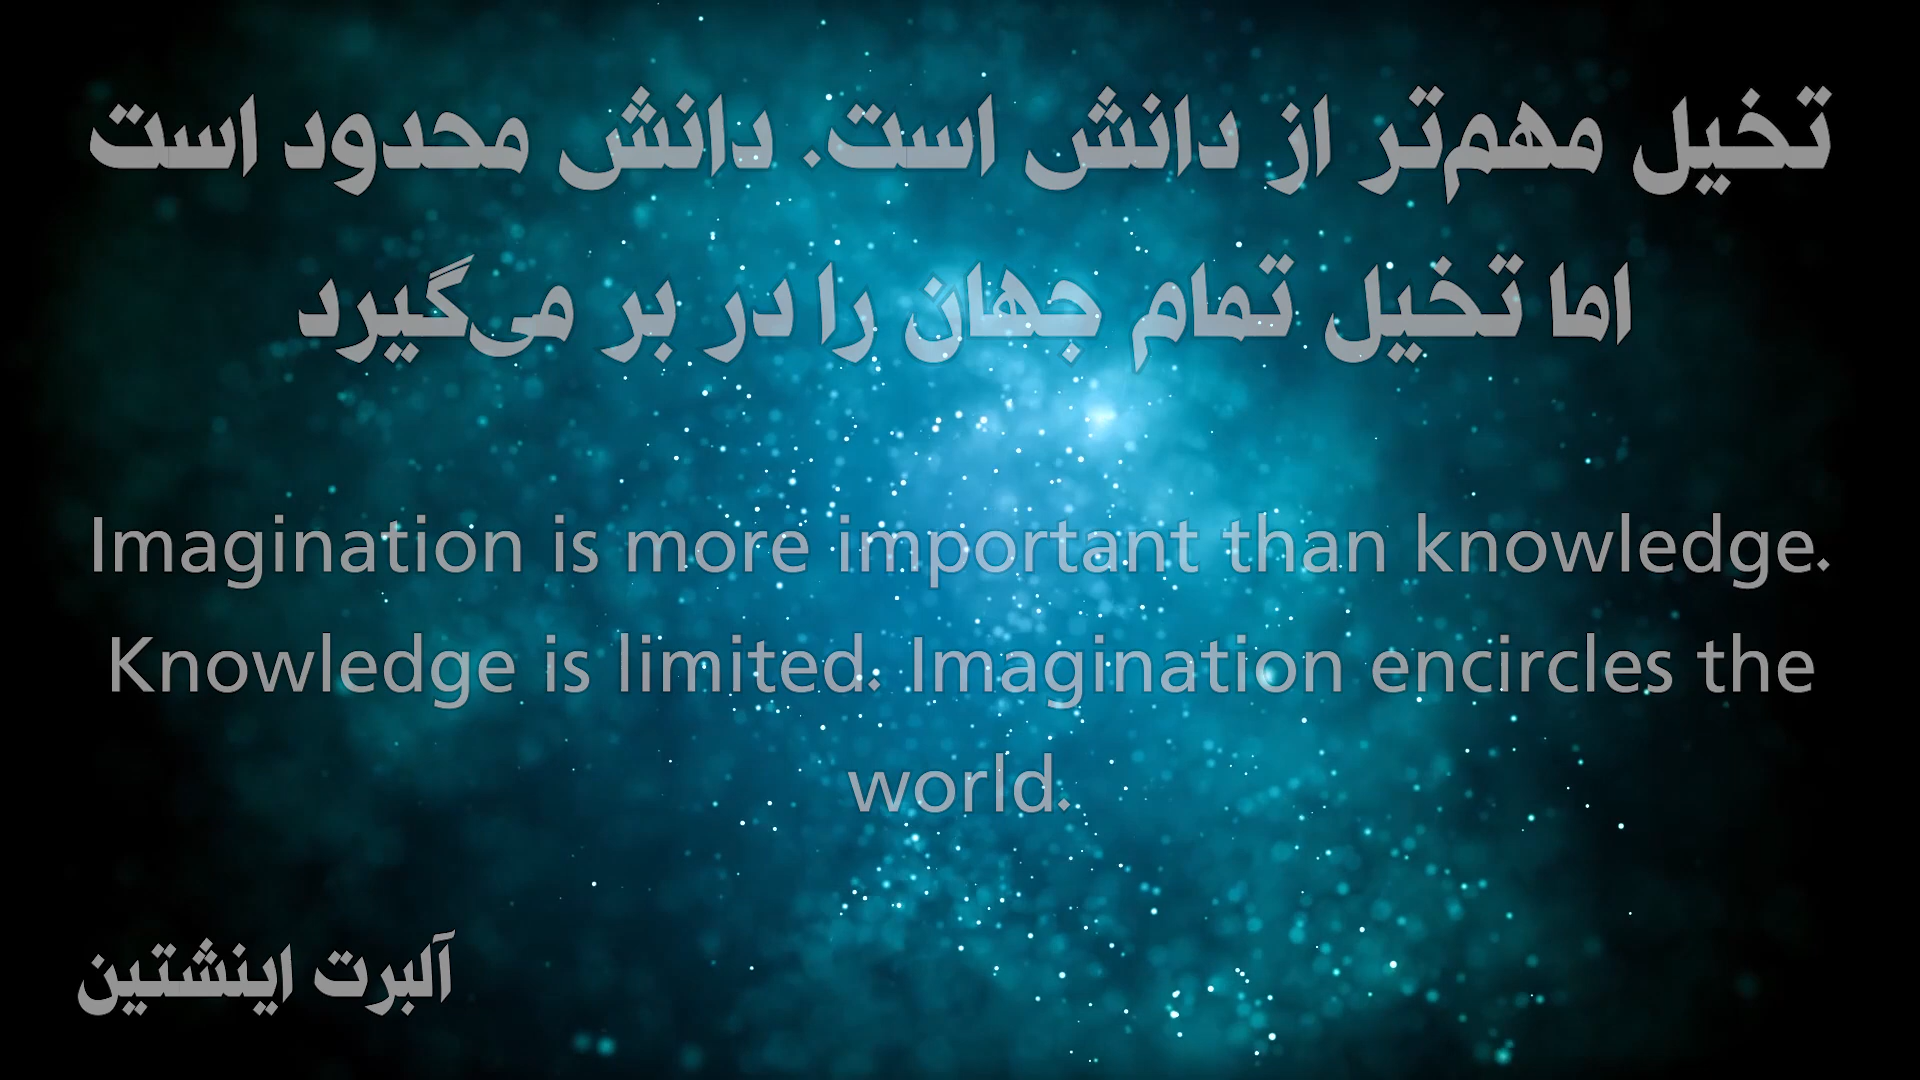 تخیل مهم‌تر از دانش است. دانش محدود است
اما تخیل تمام جهان را در بر می‌گیرد
Imagination is more important than knowledge.
Knowledge is limited. Imagination encircles the
world.
آلبرت اینشتین